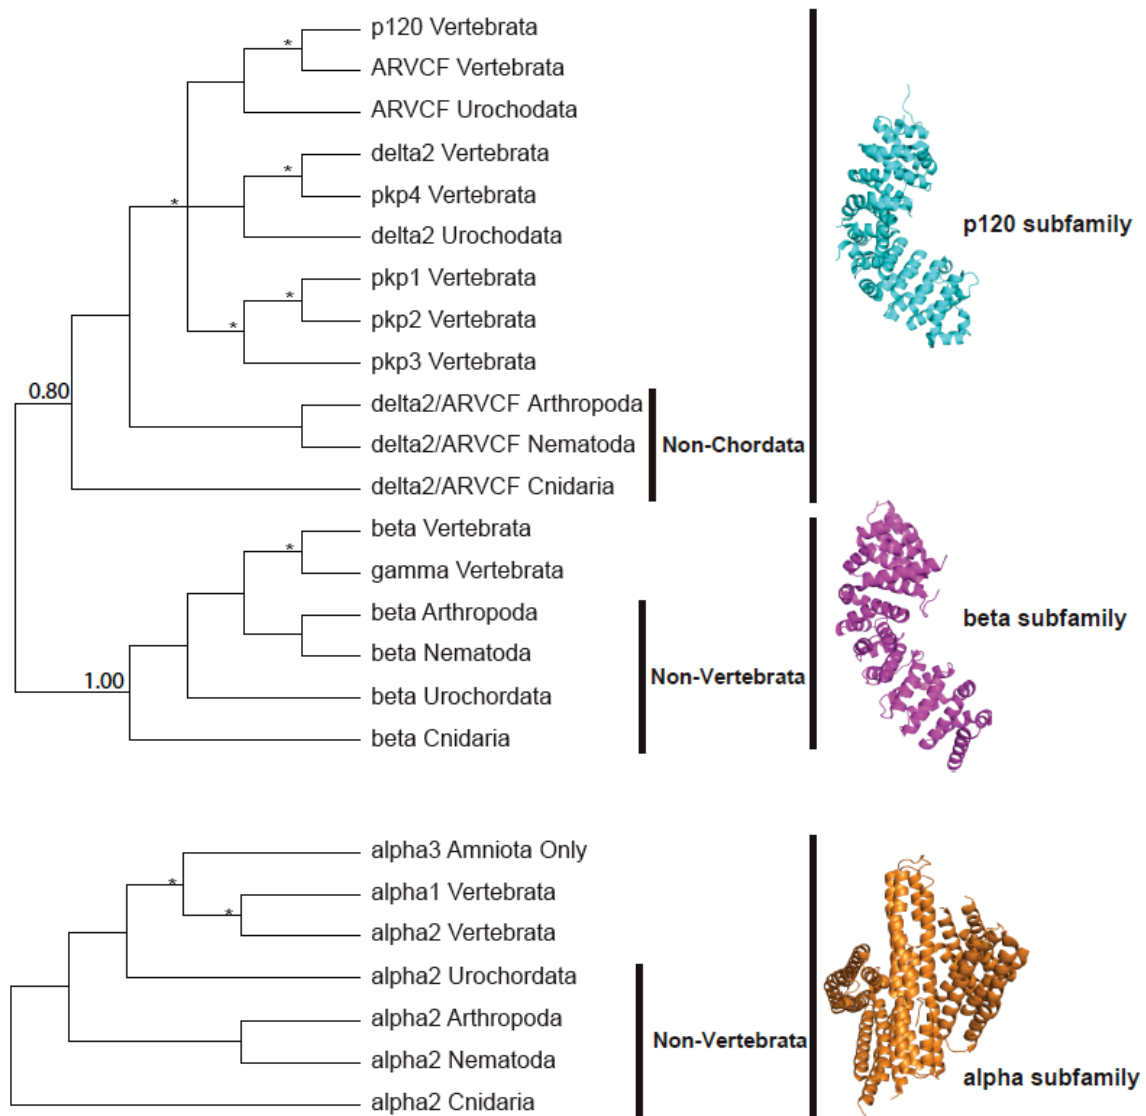 p120 Vertebrata
*
ARVCF Vertebrata
ARVCF Urochodata
delta2 Vertebrata
*
pkp4 Vertebrata
*
delta2 Urochodata
p120 subfamily
pkp1 Vertebrata
*
pkp2 Vertebrata
*
pkp3 Vertebrata
0.80
delta2/ARVCF Arthropoda
delta2/ARVCF Nematoda
Non-Chordata
delta2/ARVCF Cnidaria
beta Vertebrata
*
gamma Vertebrata
beta Arthropoda
beta subfamily
beta Nematoda
1.00
Non-Vertebrata
beta Urochordata
beta Cnidaria
alpha3 Amniota Only
*
alpha1 Vertebrata
*
alpha2 Vertebrata
alpha2 Urochordata
alpha2 Arthropoda
Non-Vertebrata
alpha2 Nematoda
alpha subfamily
alpha2 Cnidaria